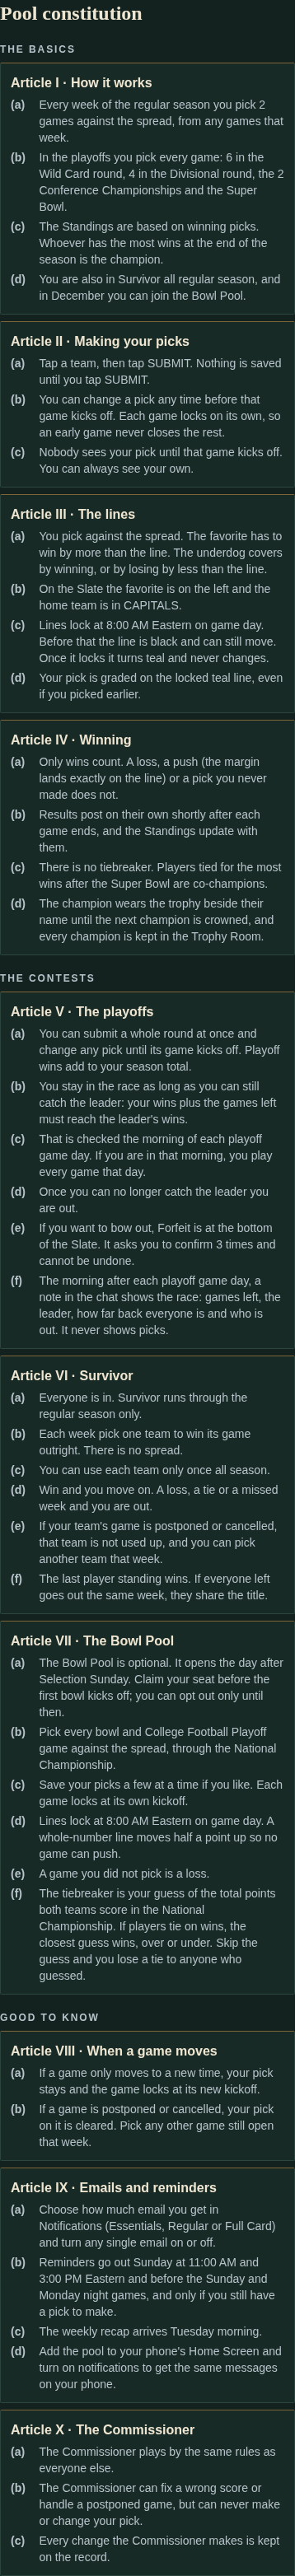 Pool constitution
THE BASICS
Article I · How it works
(a) Every week of the regular season you pick 2
games against the spread, from any games that
week.
(b) In the playoffs you pick every game: 6 in the
Wild Card round, 4 in the Divisional round, the 2
Conference Championships and the Super
Bowl.
(c) The Standings are based on winning picks.
Whoever has the most wins at the end of the
season is the champion.
(d) You are also in Survivor all regular season, and
in December you can join the Bowl Pool.
Article II · Making your picks
(a) Tap a team, then tap SUBMIT. Nothing is saved
until you tap SUBMIT.
(b) You can change a pick any time before that
game kicks off. Each game locks on its own, so
an early game never closes the rest.
(c) Nobody sees your pick until that game kicks off.
You can always see your own.
Article III · The lines
(a) You pick against the spread. The favorite has to
win by more than the line. The underdog covers
by winning, or by losing by less than the line.
(b) On the Slate the favorite is on the left and the
home team is in CAPITALS.
(c) Lines lock at 8:00 AM Eastern on game day.
Before that the line is black and can still move.
Once it locks it turns teal and never changes.
(d) Your pick is graded on the locked teal line, even
if you picked earlier.
Article IV · Winning
(a) Only wins count. A loss, a push (the margin
lands exactly on the line) or a pick you never
made does not.
(b) Results post on their own shortly after each
game ends, and the Standings update with
them.
(c) There is no tiebreaker. Players tied for the most
wins after the Super Bowl are co-champions.
(d) The champion wears the trophy beside their
name until the next champion is crowned, and
every champion is kept in the Trophy Room.
THE CONTESTS
Article V · The playoffs
(a) You can submit a whole round at once and
change any pick until its game kicks off. Playoff
wins add to your season total.
(b) You stay in the race as long as you can still
catch the leader: your wins plus the games left
must reach the leader's wins.
(c) That is checked the morning of each playoff
game day. If you are in that morning, you play
every game that day.
(d) Once you can no longer catch the leader you
are out.
(e) If you want to bow out, Forfeit is at the bottom
of the Slate. It asks you to confirm 3 times and
cannot be undone.
(f) The morning after each playoff game day, a
note in the chat shows the race: games left, the
leader, how far back everyone is and who is
out. It never shows picks.
Article VI · Survivor
(a) Everyone is in. Survivor runs through the
regular season only.
(b) Each week pick one team to win its game
outright. There is no spread.
(c) You can use each team only once all season.
(d) Win and you move on. A loss, a tie or a missed
week and you are out.
(e) If your team's game is postponed or cancelled,
that team is not used up, and you can pick
another team that week.
(f) The last player standing wins. If everyone left
goes out the same week, they share the title.
Article VII · The Bowl Pool
(a) The Bowl Pool is optional. It opens the day after
Selection Sunday. Claim your seat before the
first bowl kicks off; you can opt out only until
then.
(b) Pick every bowl and College Football Playoff
game against the spread, through the National
Championship.
(c) Save your picks a few at a time if you like. Each
game locks at its own kickoff.
(d) Lines lock at 8:00 AM Eastern on game day. A
whole-number line moves half a point up so no
game can push.
(e) A game you did not pick is a loss.
(f) The tiebreaker is your guess of the total points
both teams score in the National
Championship. If players tie on wins, the
closest guess wins, over or under. Skip the
guess and you lose a tie to anyone who
guessed.
GOOD TO KNOW
Article VIII · When a game moves
(a) If a game only moves to a new time, your pick
stays and the game locks at its new kickoff.
(b) If a game is postponed or cancelled, your pick
on it is cleared. Pick any other game still open
that week.
Article IX · Emails and reminders
(a) Choose how much email you get in
Notifications (Essentials, Regular or Full Card)
and turn any single email on or off.
(b) Reminders go out Sunday at 11:00 AM and
3:00 PM Eastern and before the Sunday and
Monday night games, and only if you still have
a pick to make.
(c) The weekly recap arrives Tuesday morning.
(d) Add the pool to your phone's Home Screen and
turn on notifications to get the same messages
on your phone.
Article X · The Commissioner
(a) The Commissioner plays by the same rules as
everyone else.
(b) The Commissioner can fix a wrong score or
handle a postponed game, but can never make
or change your pick.
(c) Every change the Commissioner makes is kept
on the record.